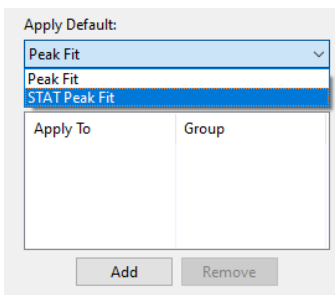 Apply Default:
Peak Fit
Peak Fit
STAT Peak Fit
Apply To Group
Add Remove